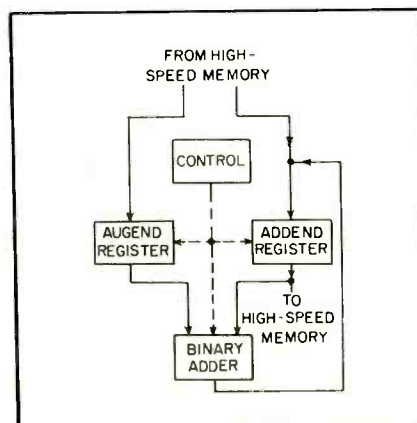 FROM HIGH-
SPEED MEMORY
CONTROL
AUGEND
REGISTER
ADDEND
REGISTER
TO
HIGH-SPEED
MEMORY
BINARY
ADDER